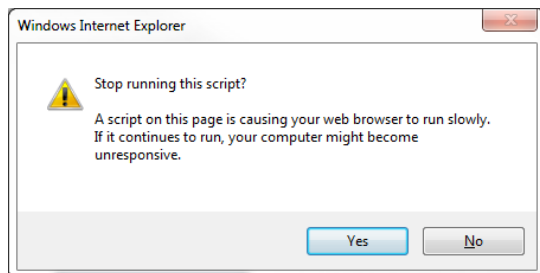 Windows Internet Explorer
Stop running this script?
A script on this page is causing your web browser to run slowly.
If it continues to run, your computer might become
unresponsive.
Yes
No